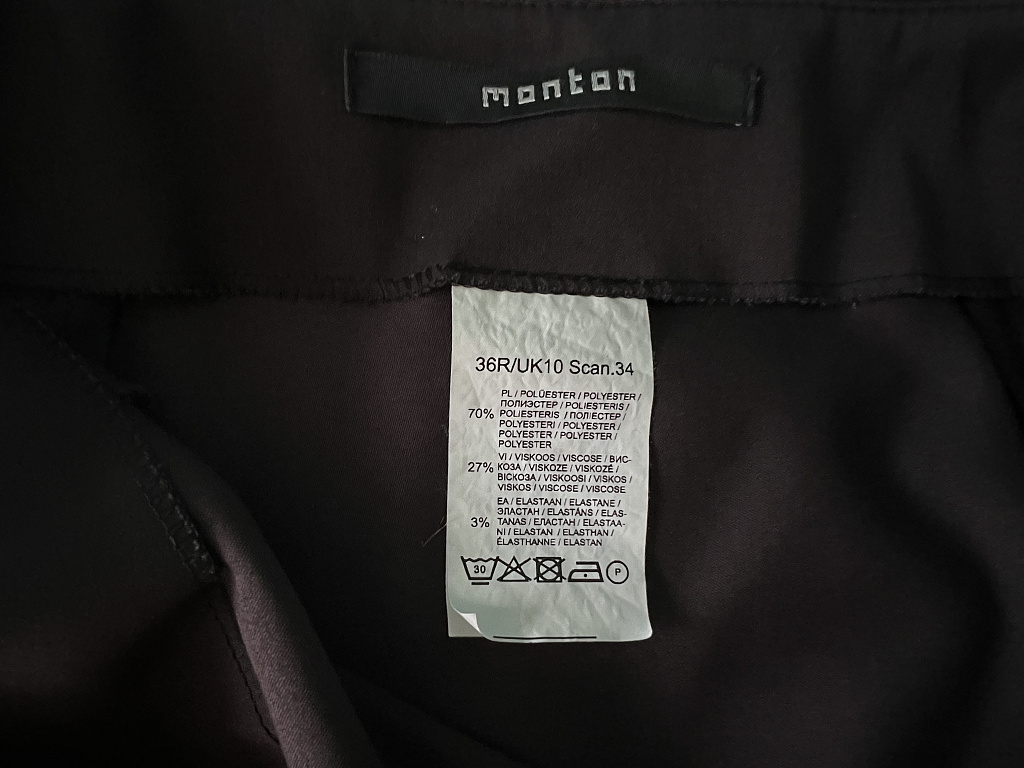 monton
36R/UK10 Scan.34
PL / POLÜESTER / POLYESTER /
ПОЛИЭСТЕР / POLIESTERIS /
70% POLIESTERIS / ПОЛІЕСТЕР /
POLYESTERI / POLYESTER /
POLYESTER / POLYESTER /
POLYESTER
VI / VISKOOS / VISCOSE / ВИС-
27% КОЗА / VISKOZE / VISKOZĖ /
ВІСКОЗА / VISKOOSI / VISKOS /
VISKOS / VISCOSE / VISCOSE
EA / ELASTAAN / ELASTANE /
ЭЛАСТАН / ELASTĀNS / ELAS-
3% TANAS / ЕЛАСТАН / ELASTAA-
NI / ELASTAN / ELASTHAN /
ÉLASTHANNE / ELASTAN
30 P